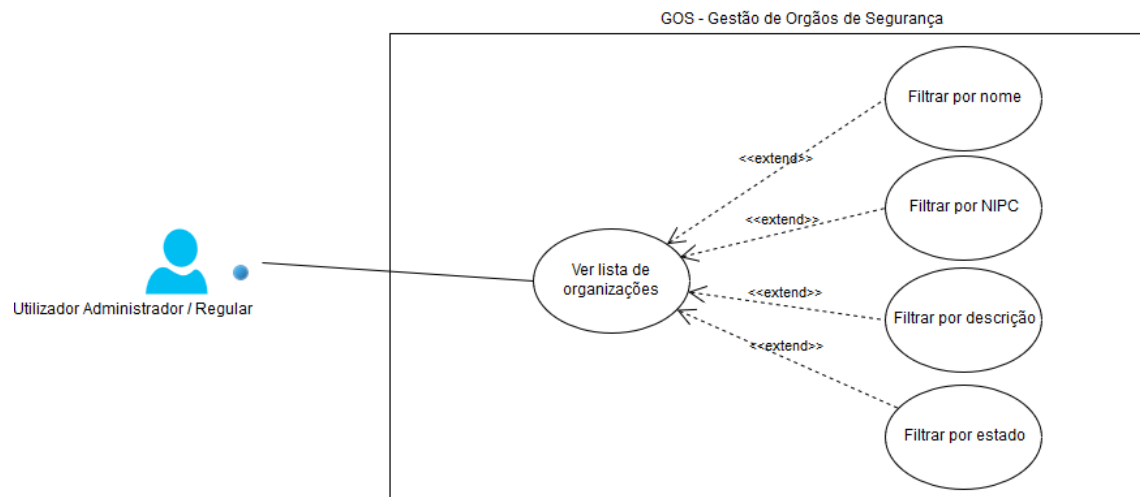 GOS - Gestão de Orgãos de Segurança
Filtrar por nome
<<extend>>
Filtrar por NIPC
<<extend>>
Ver lista de
organizações
<<extend>>
Utilizador Administrador / Regular
Filtrar por descrição
<<extend>>
Filtrar por estado